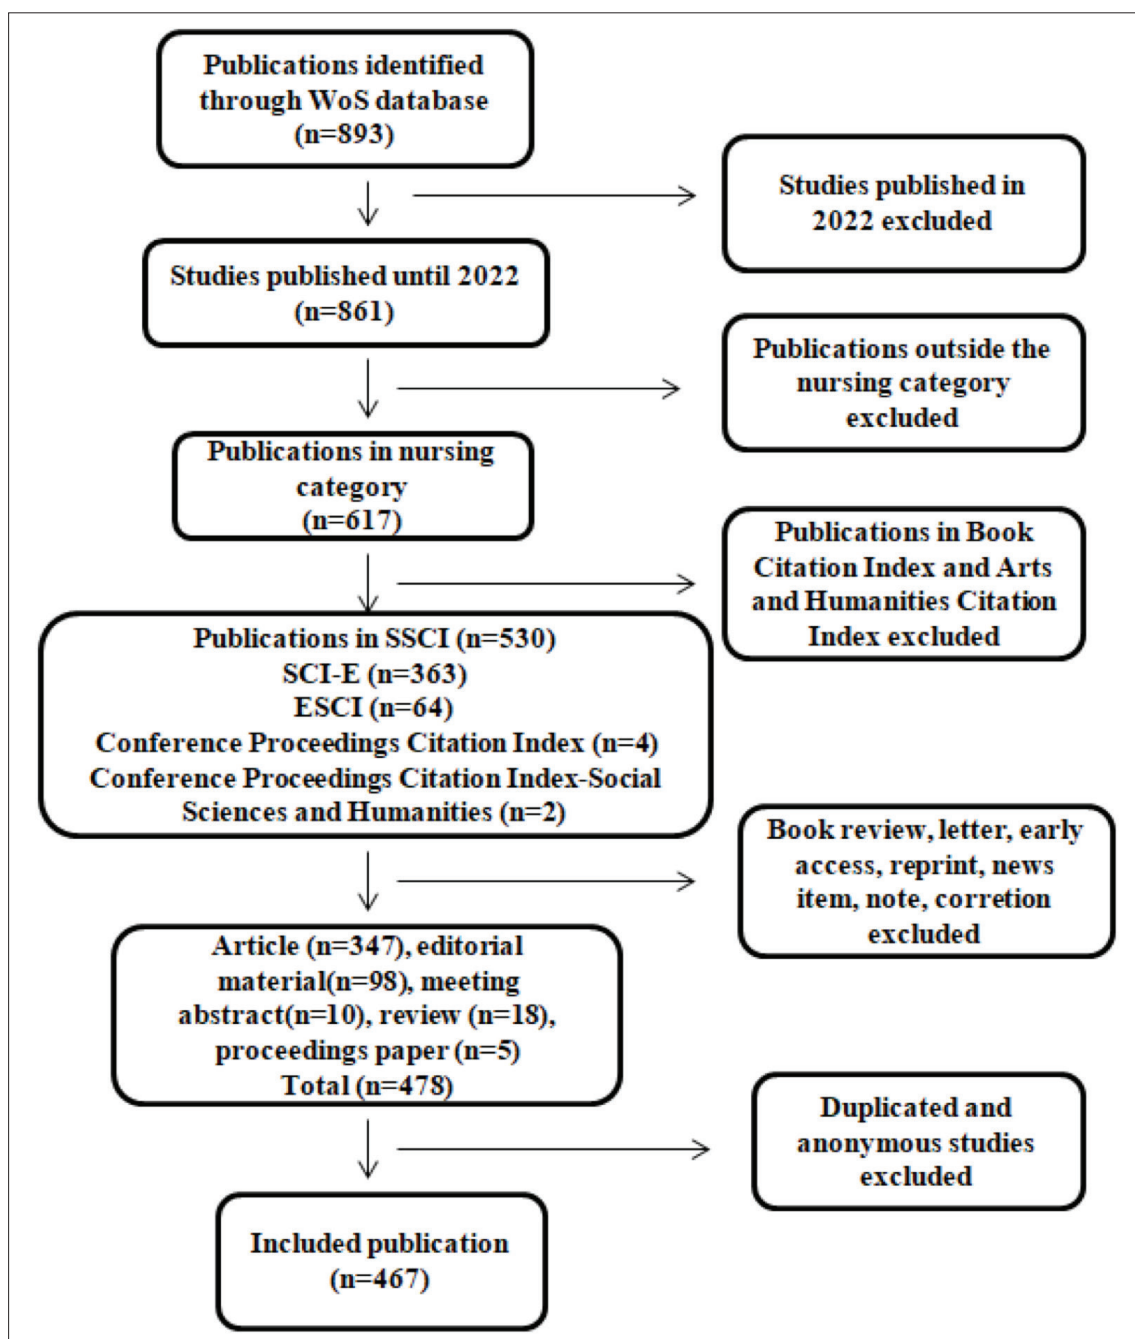 Publications identified
through WoS database
(n=893)
Studies published in
2022 excluded
Studies published until 2022
(n=861)
Publications outside the
nursing category
excluded
Publications in nursing
category
(n=617)
Publications in Book
Citation Index and Arts
and Humanities Citation
Index excluded
Publications in SSCI (n=530)
SCI-E (n=363)
ESCI (n=64)
Conference Proceedings Citation Index (n=4)
Conference Proceedings Citation Index-Social
Sciences and Humanities (n=2)
Book review, letter, early
access, reprint, news
item, note, corretion
excluded
Article (n=347), editorial
material(n=98), meeting
abstract(n=10), review (n=18),
proceedings paper (n=5)
Total (n=478)
Duplicated and
anonymous studies
excluded
Included publication
(n=467)